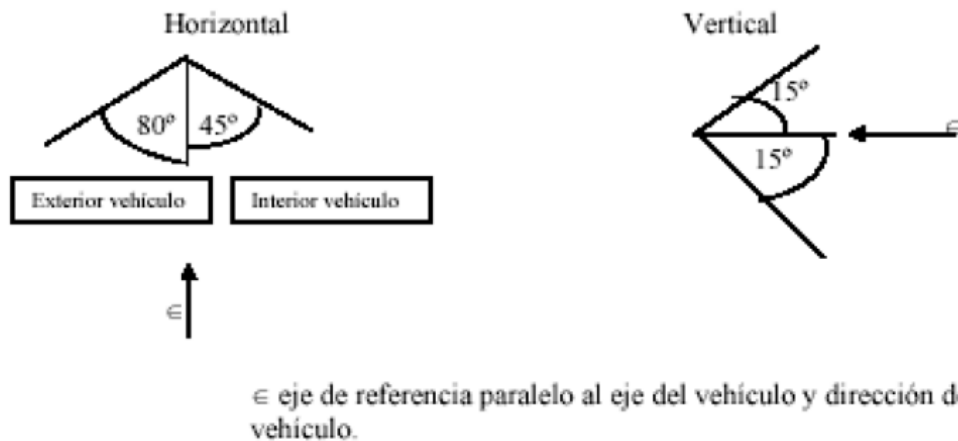 Horizontal
Vertical
80º 45º
15º
15º
∈
Exterior vehículo
Interior vehículo
∈
∈ eje de referencia paralelo al eje del vehículo y dirección
vehículo.